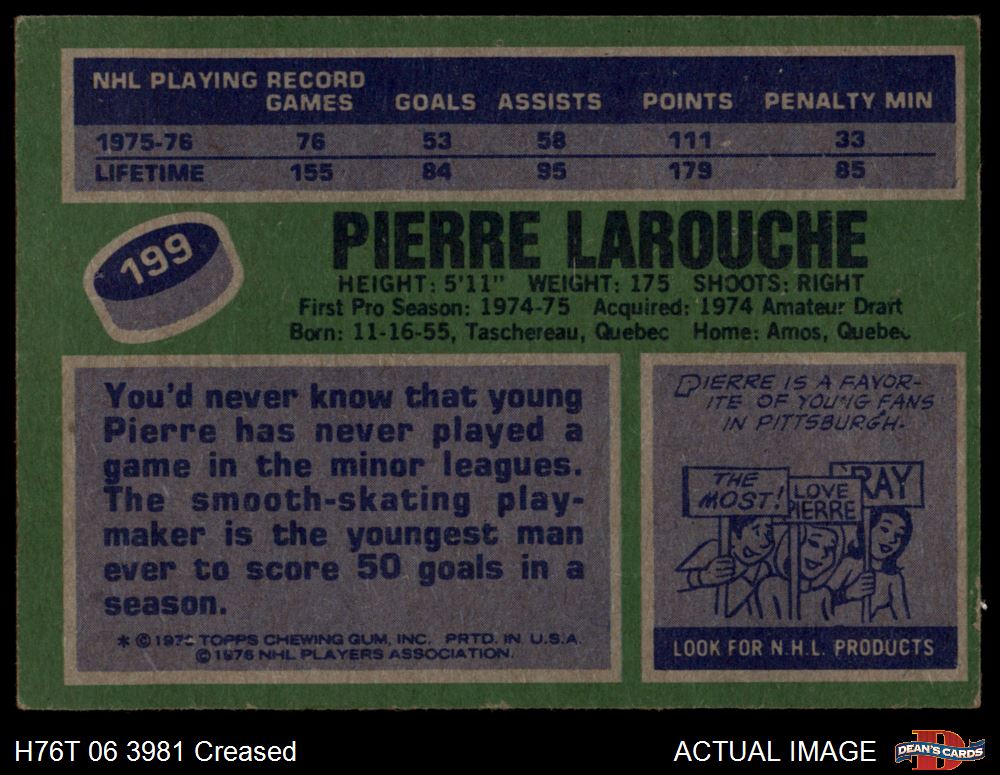 NHL PLAYING RECORD
GAMES GOALS ASSISTS POINTS PENALTY MIN
1975-76 76 53 58 111 33
LIFETIME 155 84 95 179 85
199
PIERRE LAROUCHE
HEIGHT: 5'11" WEIGHT: 175 SHOOTS: RIGHT
First Pro Season: 1974-75 Acquired: 1974 Amateur Draft
Born: 11-16-55, Taschereau, Quebec Home: Amos, Quebec
You'd never know that young
Pierre has never played a
game in the minor leagues.
The smooth-skating play-
maker is the youngest man
ever to score 50 goals in a
season.
* © TOPPS CHEWING GUM, INC. PRTD. IN U.S.A.
© 1976 NHL PLAYERS ASSOCIATION.
PIERRE IS A FAVOR-
ITE OF YOUNG FANS
IN PITTSBURGH.
THE
MOST!
LOVE
PIERRE
RAY
LOOK FOR N.H.L. PRODUCTS
H76T 06 3981 Creased
ACTUAL IMAGE
D
DEAN'S CARDS